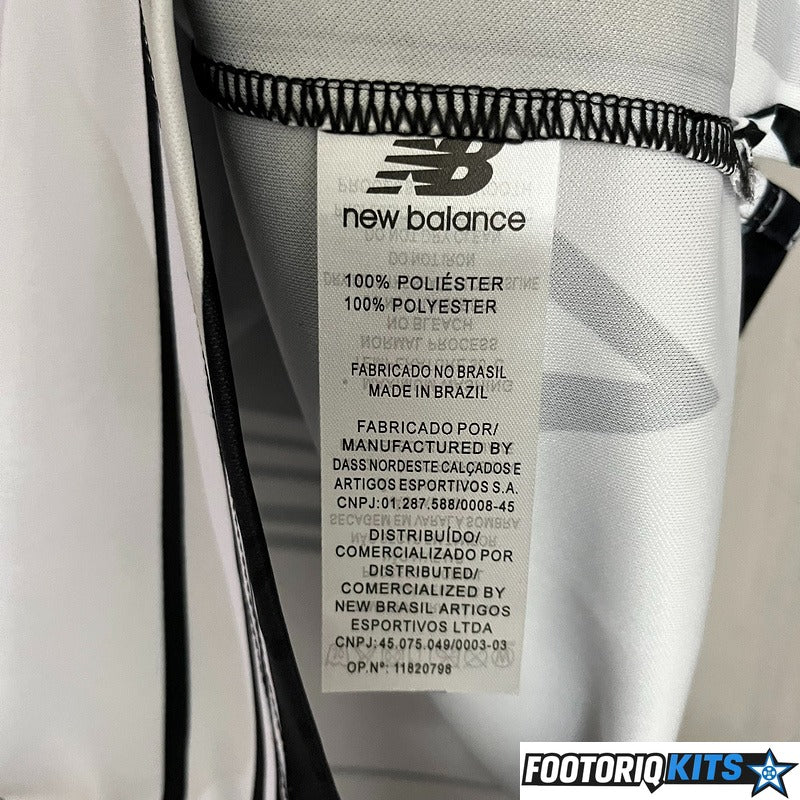 NB
new balance
100% POLIÉSTER
100% POLYESTER
FABRICADO NO BRASIL
MADE IN BRAZIL
FABRICADO POR/
MANUFACTURED BY
DASS NORDESTE CALÇADOS E
ARTIGOS ESPORTIVOS S.A.
CNPJ:01.287.588/0008-45
DISTRIBUÍDO/
COMERCIALIZADO POR
DISTRIBUTED/
COMERCIALIZED BY
NEW BRASIL ARTIGOS
ESPORTIVOS LTDA
CNPJ:45.075.049/0003-03
OP.Nº: 11820798
FOOTORIQKITS